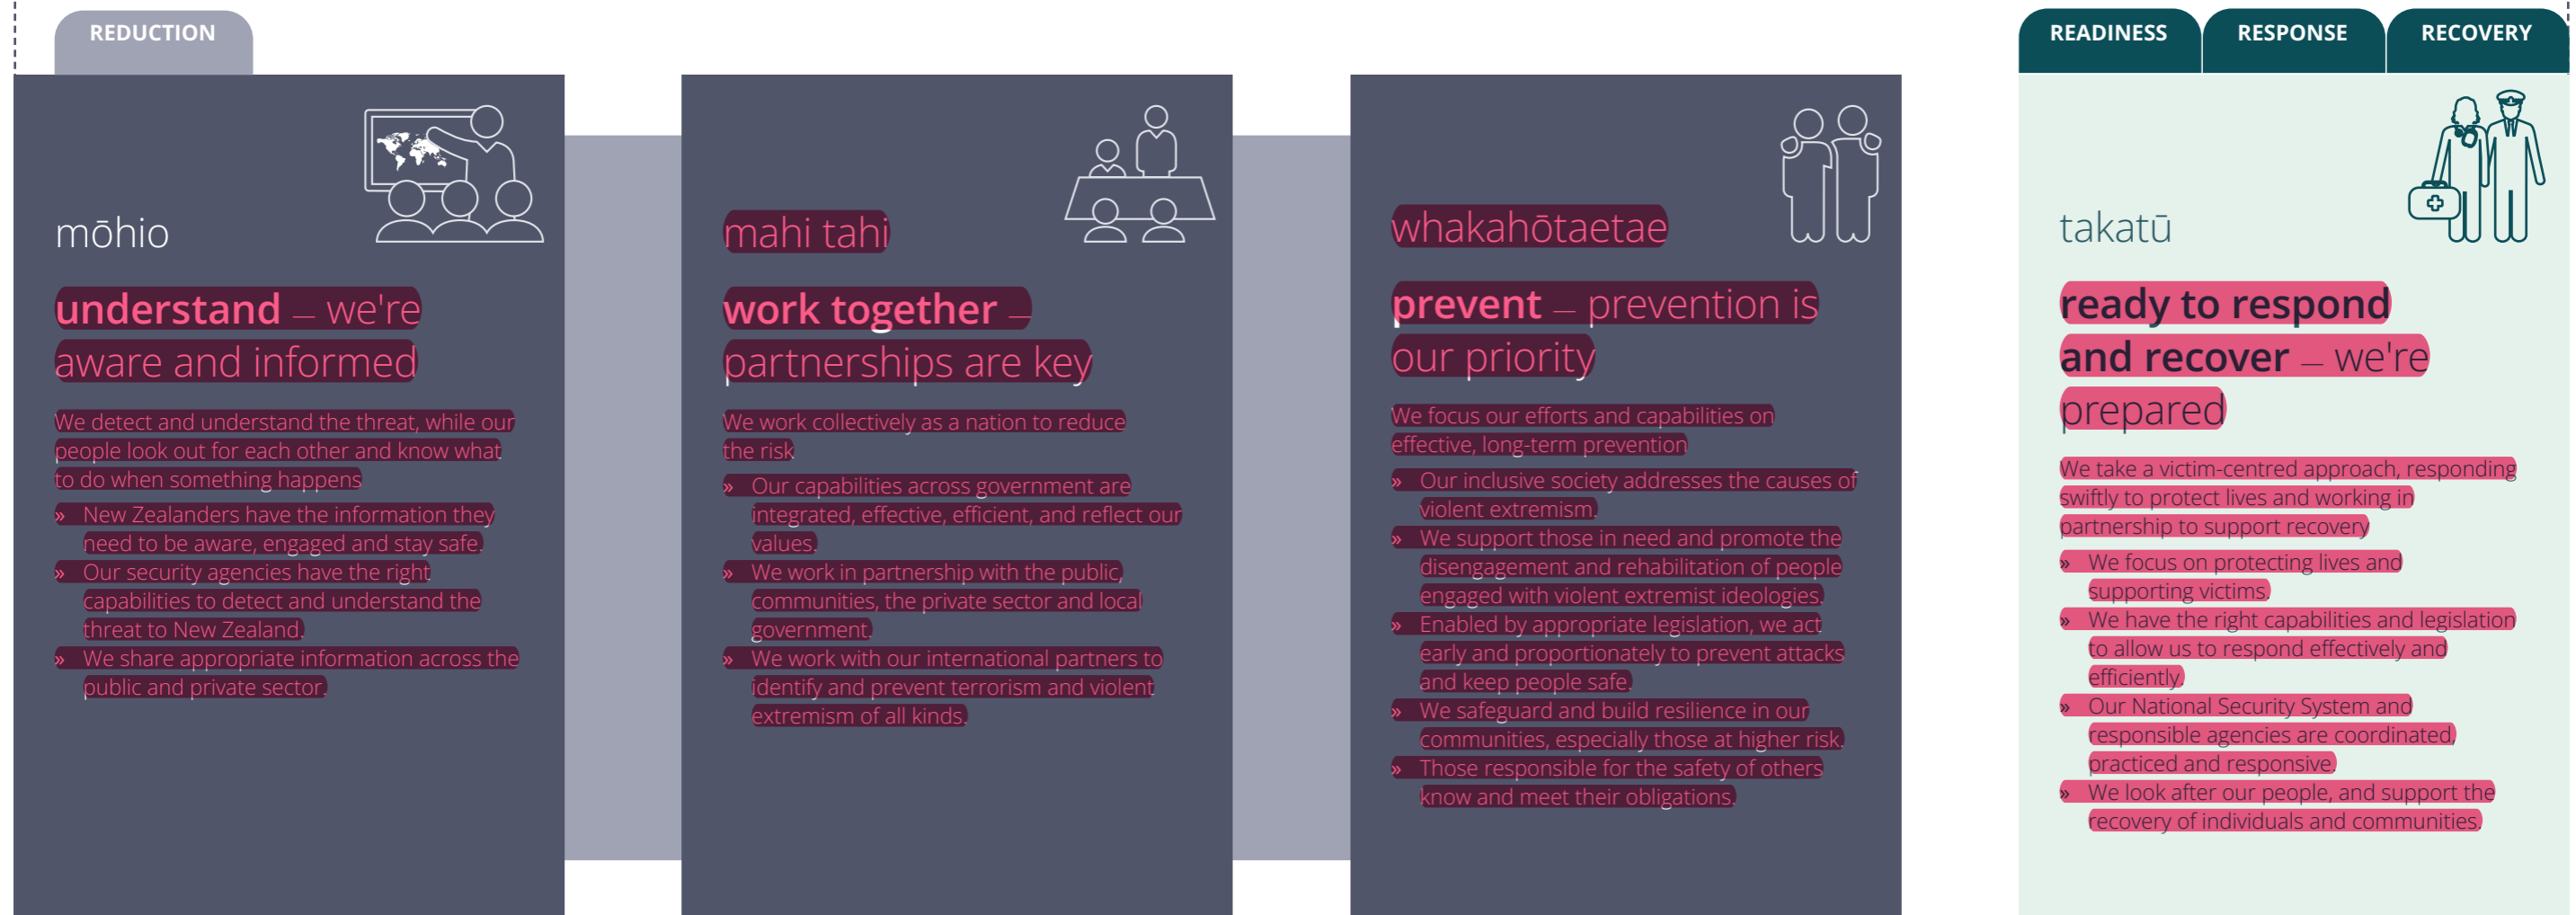 REDUCTION
mōhio
understand – we're
aware and informed
We detect and understand the threat, while our
people look out for each other and know what
to do when something happens
» New Zealanders have the information they
need to be aware, engaged and stay safe.
» Our security agencies have the right
capabilities to detect and understand the
threat to New Zealand.
» We share appropriate information across the
public and private sector.
mahi tahi
work together –
partnerships are key
We work collectively as a nation to reduce
the risk
» Our capabilities across government are
integrated, effective, efficient, and reflect our
values.
» We work in partnership with the public,
communities, the private sector and local
government.
» We work with our international partners to
identify and prevent terrorism and violent
extremism of all kinds.
whakahōtaetae
prevent – prevention is
our priority
We focus our efforts and capabilities on
effective, long-term prevention
» Our inclusive society addresses the causes of
violent extremism.
» We support those in need and promote the
disengagement and rehabilitation of people
engaged with violent extremist ideologies.
» Enabled by appropriate legislation, we act
early and proportionately to prevent attacks
and keep people safe.
» We safeguard and build resilience in our
communities, especially those at higher risk.
» Those responsible for the safety of others
know and meet their obligations.
READINESS
RESPONSE
RECOVERY
takatū
ready to respond
and recover – we're
prepared
We take a victim-centred approach, responding
swiftly to protect lives and working in
partnership to support recovery
» We focus on protecting lives and
supporting victims.
» We have the right capabilities and legislation
to allow us to respond effectively and
efficiently.
» Our National Security System and
responsible agencies are coordinated,
practiced and responsive.
» We look after our people, and support the
recovery of individuals and communities.